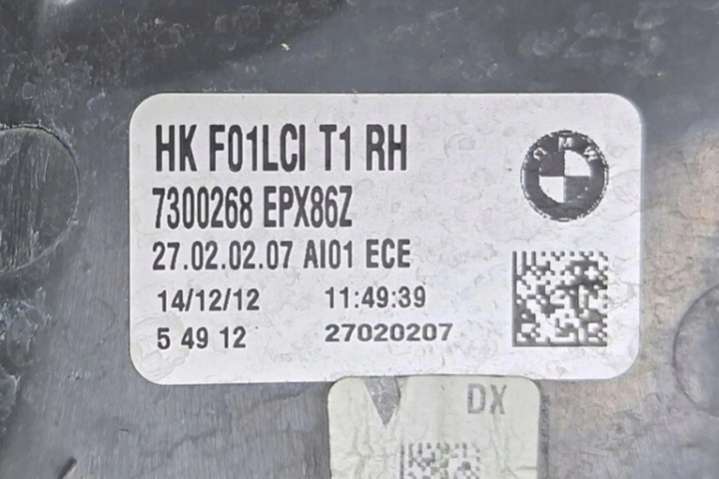 HK F01LCI T1 RH
BMW
7300268 EPX86Z
27.02.02.07 AI01 ECE
14/12/12 11:49:39
5 49 12 27020207
DX